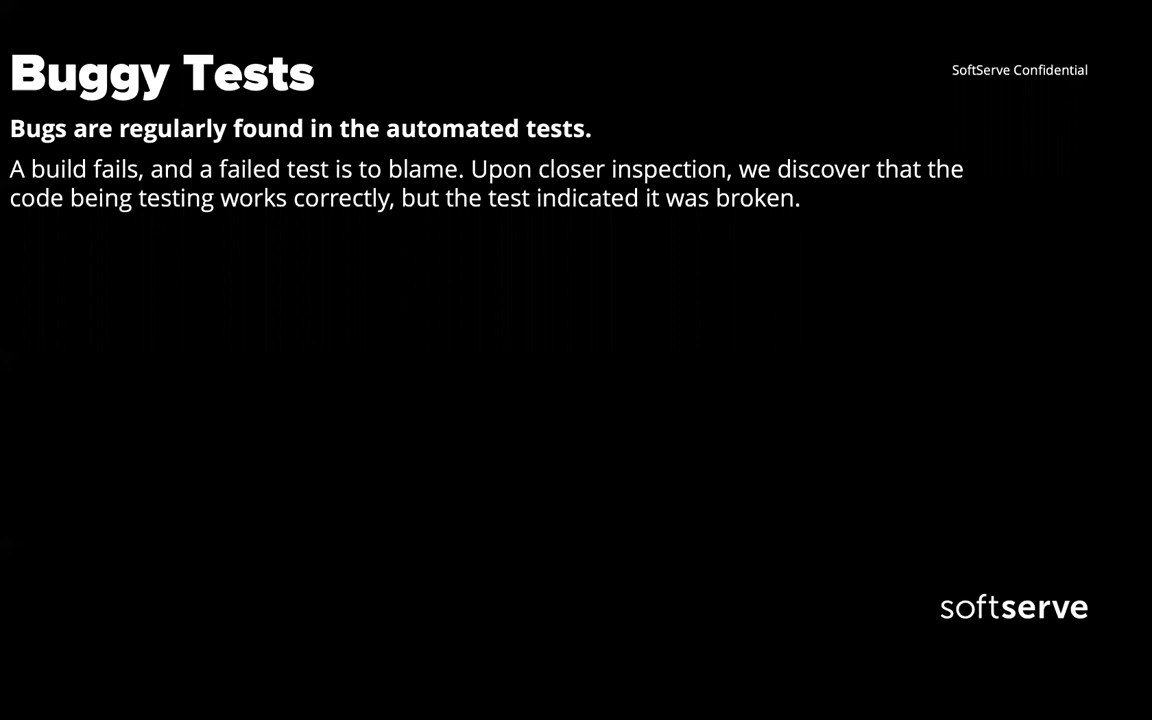 Buggy Tests
SoftServe Confidential
Bugs are regularly found in the automated tests.
A build fails, and a failed test is to blame. Upon closer inspection, we discover that the
code being testing works correctly, but the test indicated it was broken.
softserve